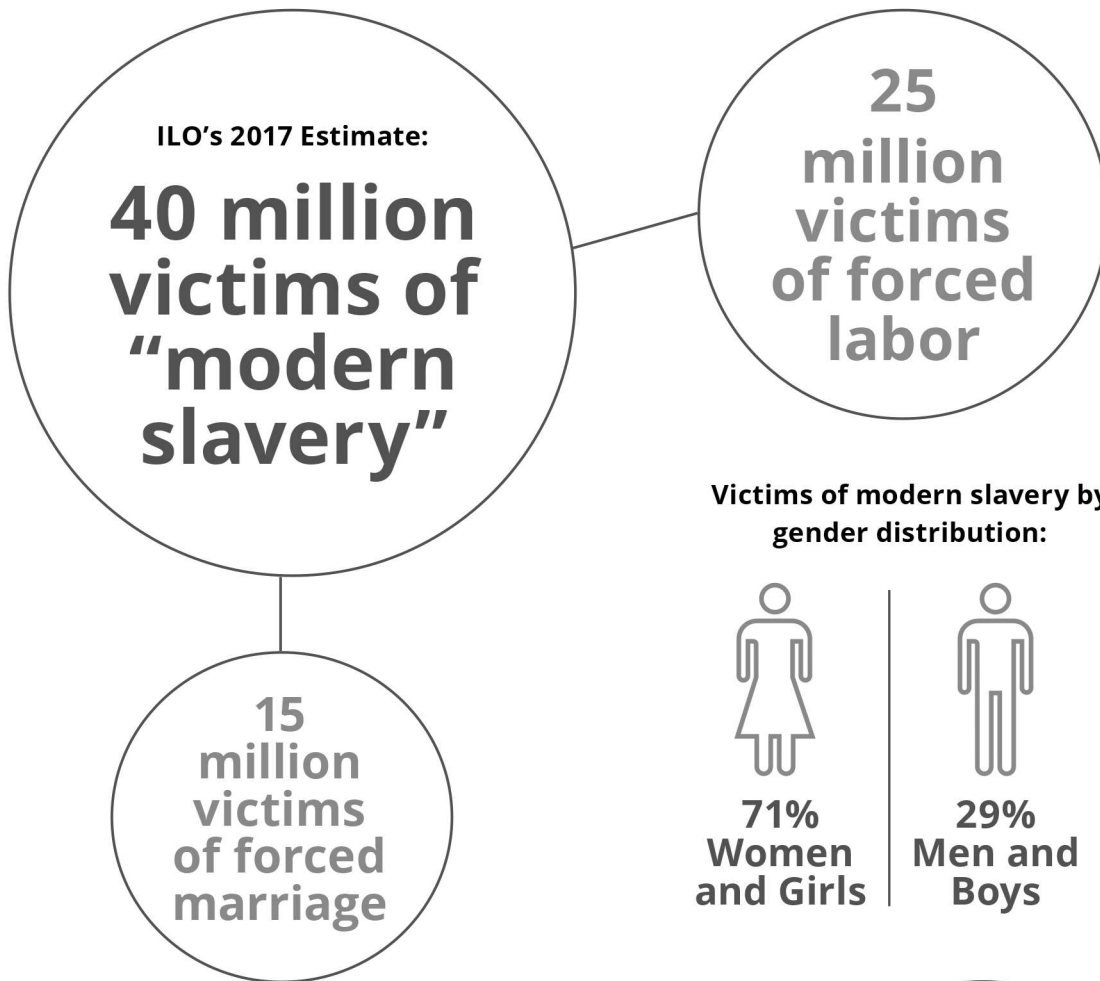 ILO’s 2017 Estimate:
40 million
victims of
“modern
slavery”
25
million
victims
of forced
labor
Victims of modern slavery by
gender distribution:
71%
Women
and Girls
29%
Men and
Boys
15
million
victims
of forced
marriage